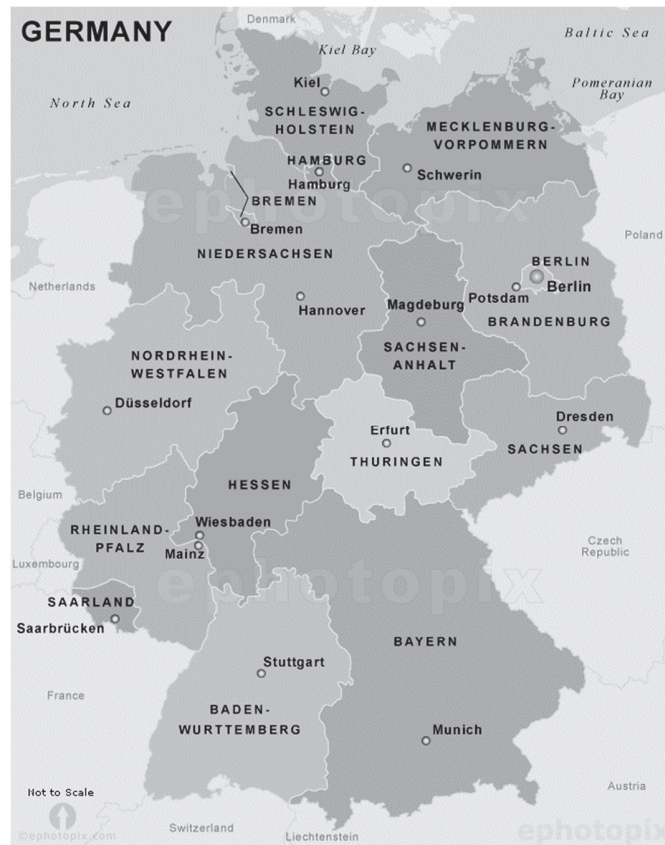 GERMANY
Denmark
Baltic Sea
Kiel Bay
Pomeranian
Bay
North Sea
Kiel
SCHLESWIG-
HOLSTEIN
MECKLENBURG-
VORPOMMERN
HAMBURG
Hamburg
Schwerin
BREMEN
ephotopix
Bremen
Poland
NIEDERSACHSEN
BERLIN
Berlin
Netherlands
Potsdam
Hannover
Magdeburg
BRANDENBURG
SACHSEN-
ANHALT
NORDRHEIN-
WESTFALEN
Düsseldorf
Dresden
Erfurt
SACHSEN
THURINGEN
HESSEN
Belgium
Wiesbaden
RHEINLAND-
PFALZ
Mainz
Czech
Republic
Luxembourg
ephotopix
SAARLAND
Saarbrücken
BAYERN
Stuttgart
France
BADEN-
WURTTEMBERG
Munich
Not to Scale
Austria
Switzerland
Liechtenstein
©ephotopix.com
ephotopix